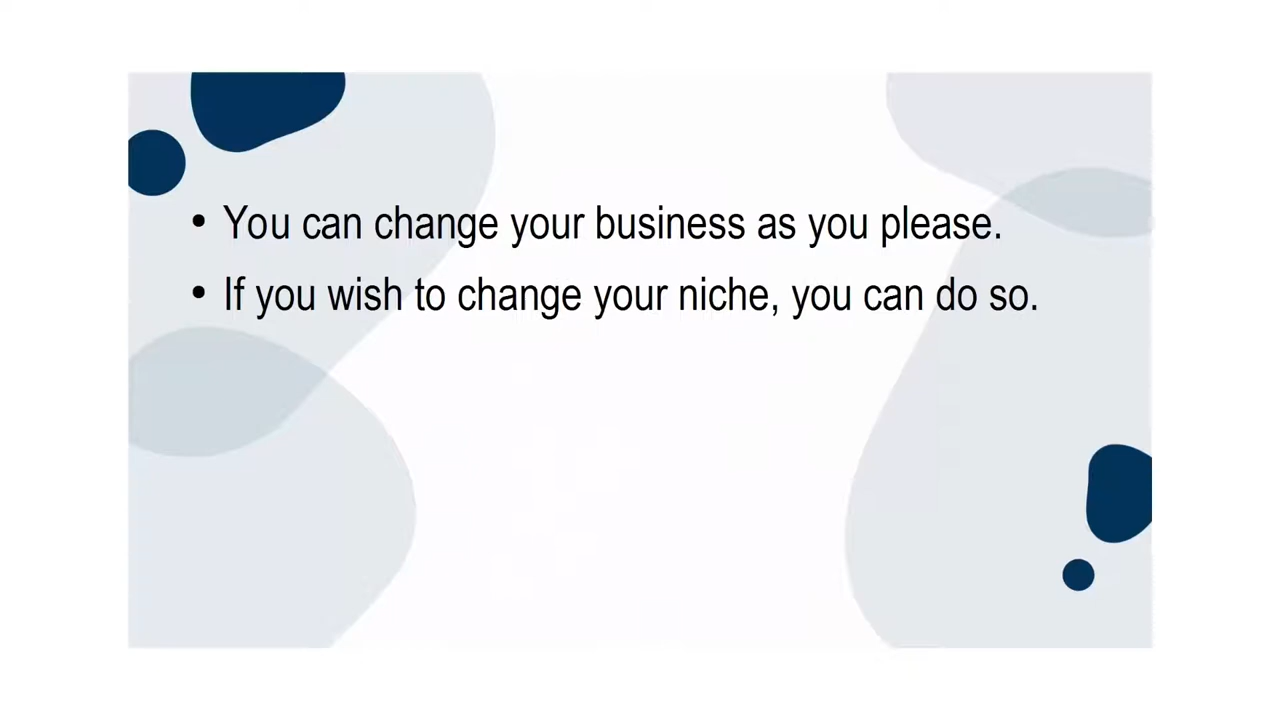 • You can change your business as you please.
• If you wish to change your niche, you can do so.